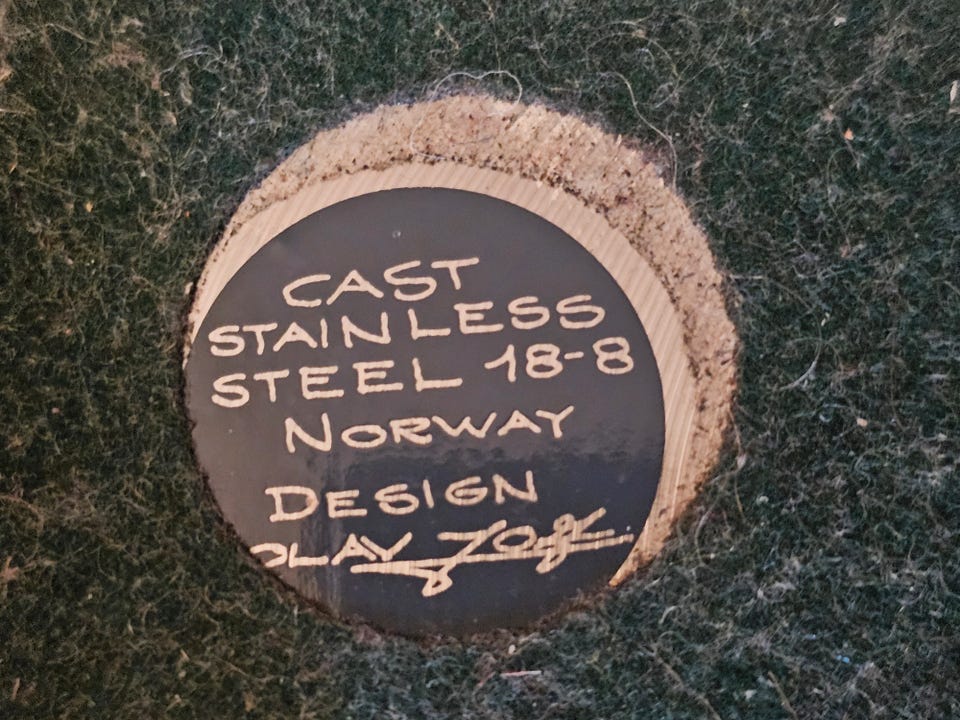 CAST
STAINLESS
STEEL 18-8
NORWAY
DESIGN
OLAV